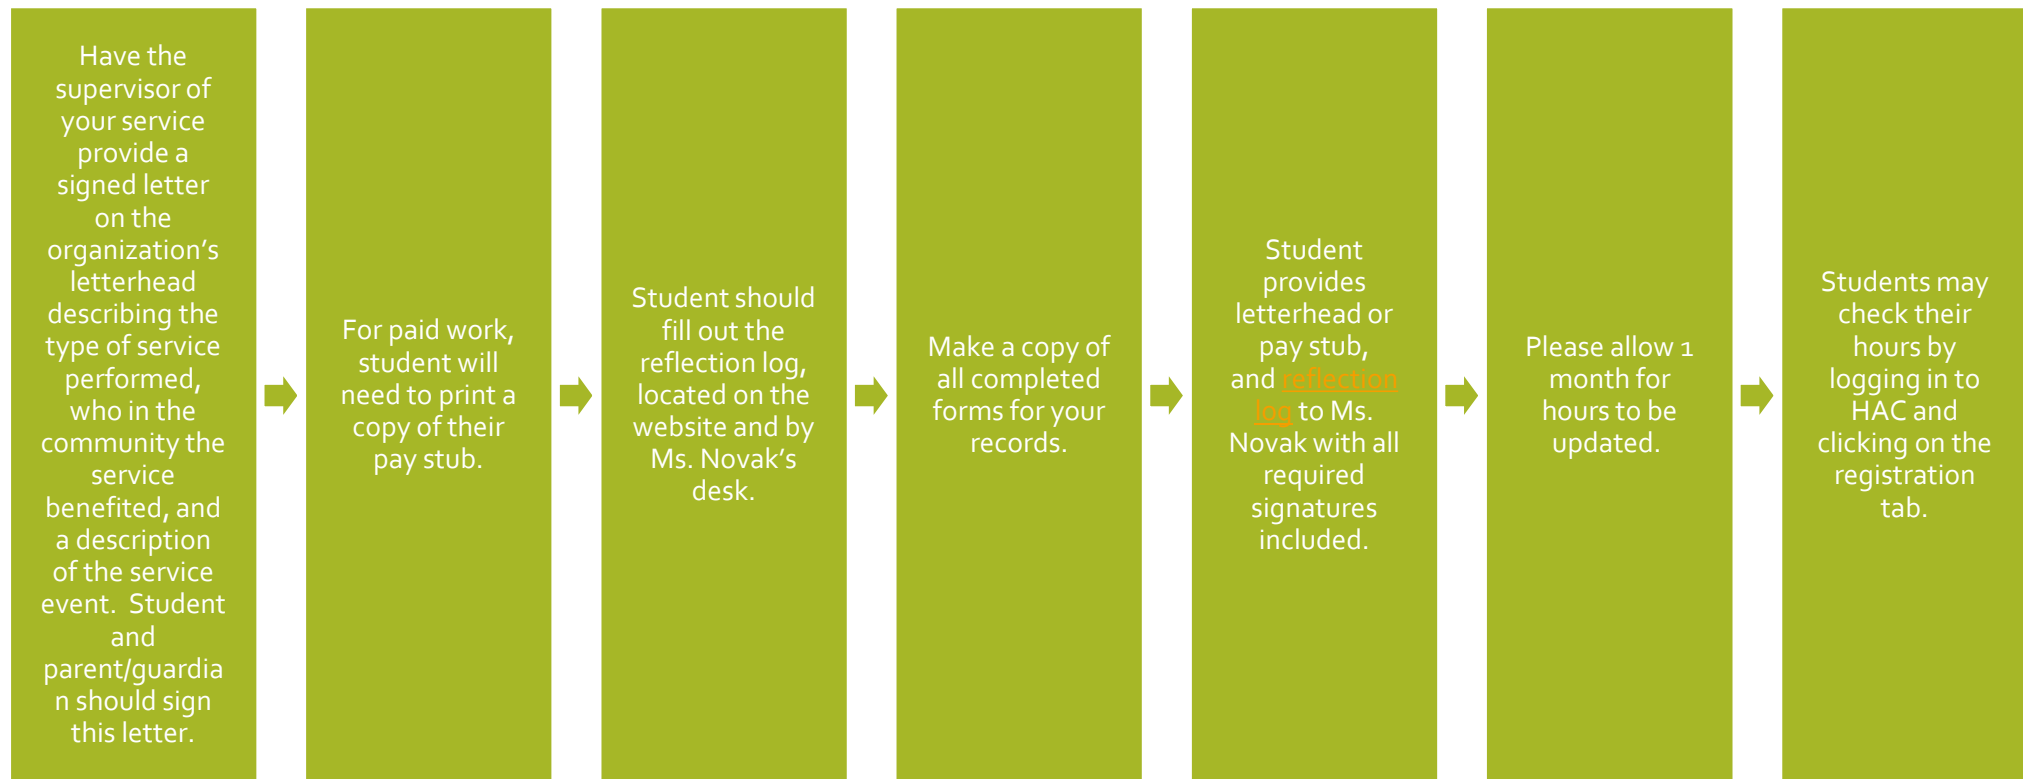 Have the
supervisor of
your service
provide a
signed letter
on the
organization’s
letterhead
describing the
type of service
performed,
who in the
community the
service
benefited, and
a description
of the service
event.  Student
and
parent/guardia
n should sign
this letter.
For paid work,
student will
need to print a
copy of their
pay stub.
Student should
fill out the
reflection log,
located on the
website and by
Ms. Novak’s
desk.
Make a copy of
all completed
forms for your
records.
Student
provides
letterhead or
pay stub,
and reflection
log to Ms.
Novak with all
required
signatures
included.
Please allow 1
month for
hours to be
updated.
Students may
check their
hours by
logging in to
HAC and
clicking on the
registration
tab.